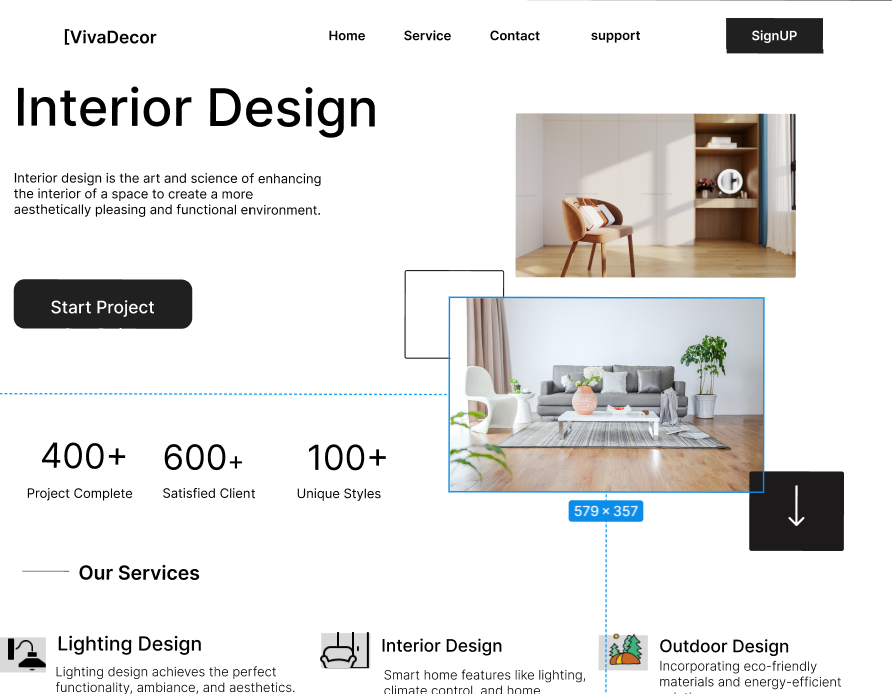 [VivaDecor
Home
Service
Contact
support
SignUP
Interior Design
Interior design is the art and science of enhancing
the interior of a space to create a more
aesthetically pleasing and functional environment.
Start Project
400+
600+
100+
Project Complete
Satisfied Client
Unique Styles
579 × 357
Our Services
Lighting Design
Lighting design achieves the perfect
functionality, ambiance, and aesthetics.
Interior Design
Smart home features like lighting,
climate control, and home
Outdoor Design
Incorporating eco-friendly
materials and energy-efficient